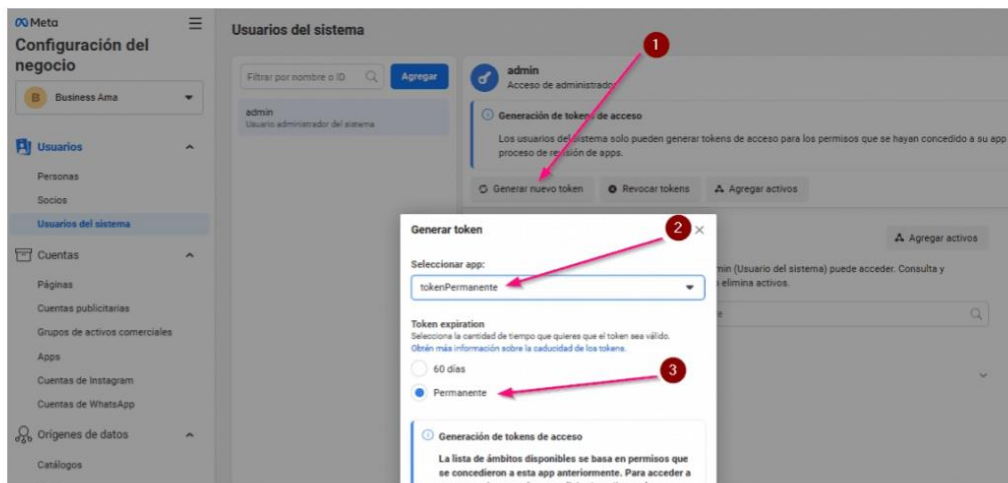 Meta
Configuración del
negocio
B Business Ama
Usuarios
Personas
Socios
Usuarios del sistema
Cuentas
Páginas
Cuentas publicitarias
Grupos de activos comerciales
Apps
Cuentas de Instagram
Cuentas de WhatsApp
Orígenes de datos
Catálogos
Usuarios del sistema
Filtrar por nombre o ID
Agregar
admin
Usuario administrador del sistema
1
admin
Acceso de administrador
Generación de tokens de acceso
Los usuarios del sistema solo pueden generar tokens de acceso para los permisos que se hayan concedido a su app
proceso de revisión de apps.
Generar nuevo token
Revocar tokens
Agregar activos
Agregar activos
min (Usuario del sistema) puede acceder. Consulta y
elimina activos.
Generar token
2
Seleccionar app:
tokenPermanente
Token expiration
Selecciona la cantidad de tiempo que quieres que el token sea válido.
Obtén más información sobre la caducidad de los tokens.
60 días
3
Permanente
Generación de tokens de acceso
La lista de ámbitos disponibles se basa en permisos que
se concedieron a esta app anteriormente. Para acceder a